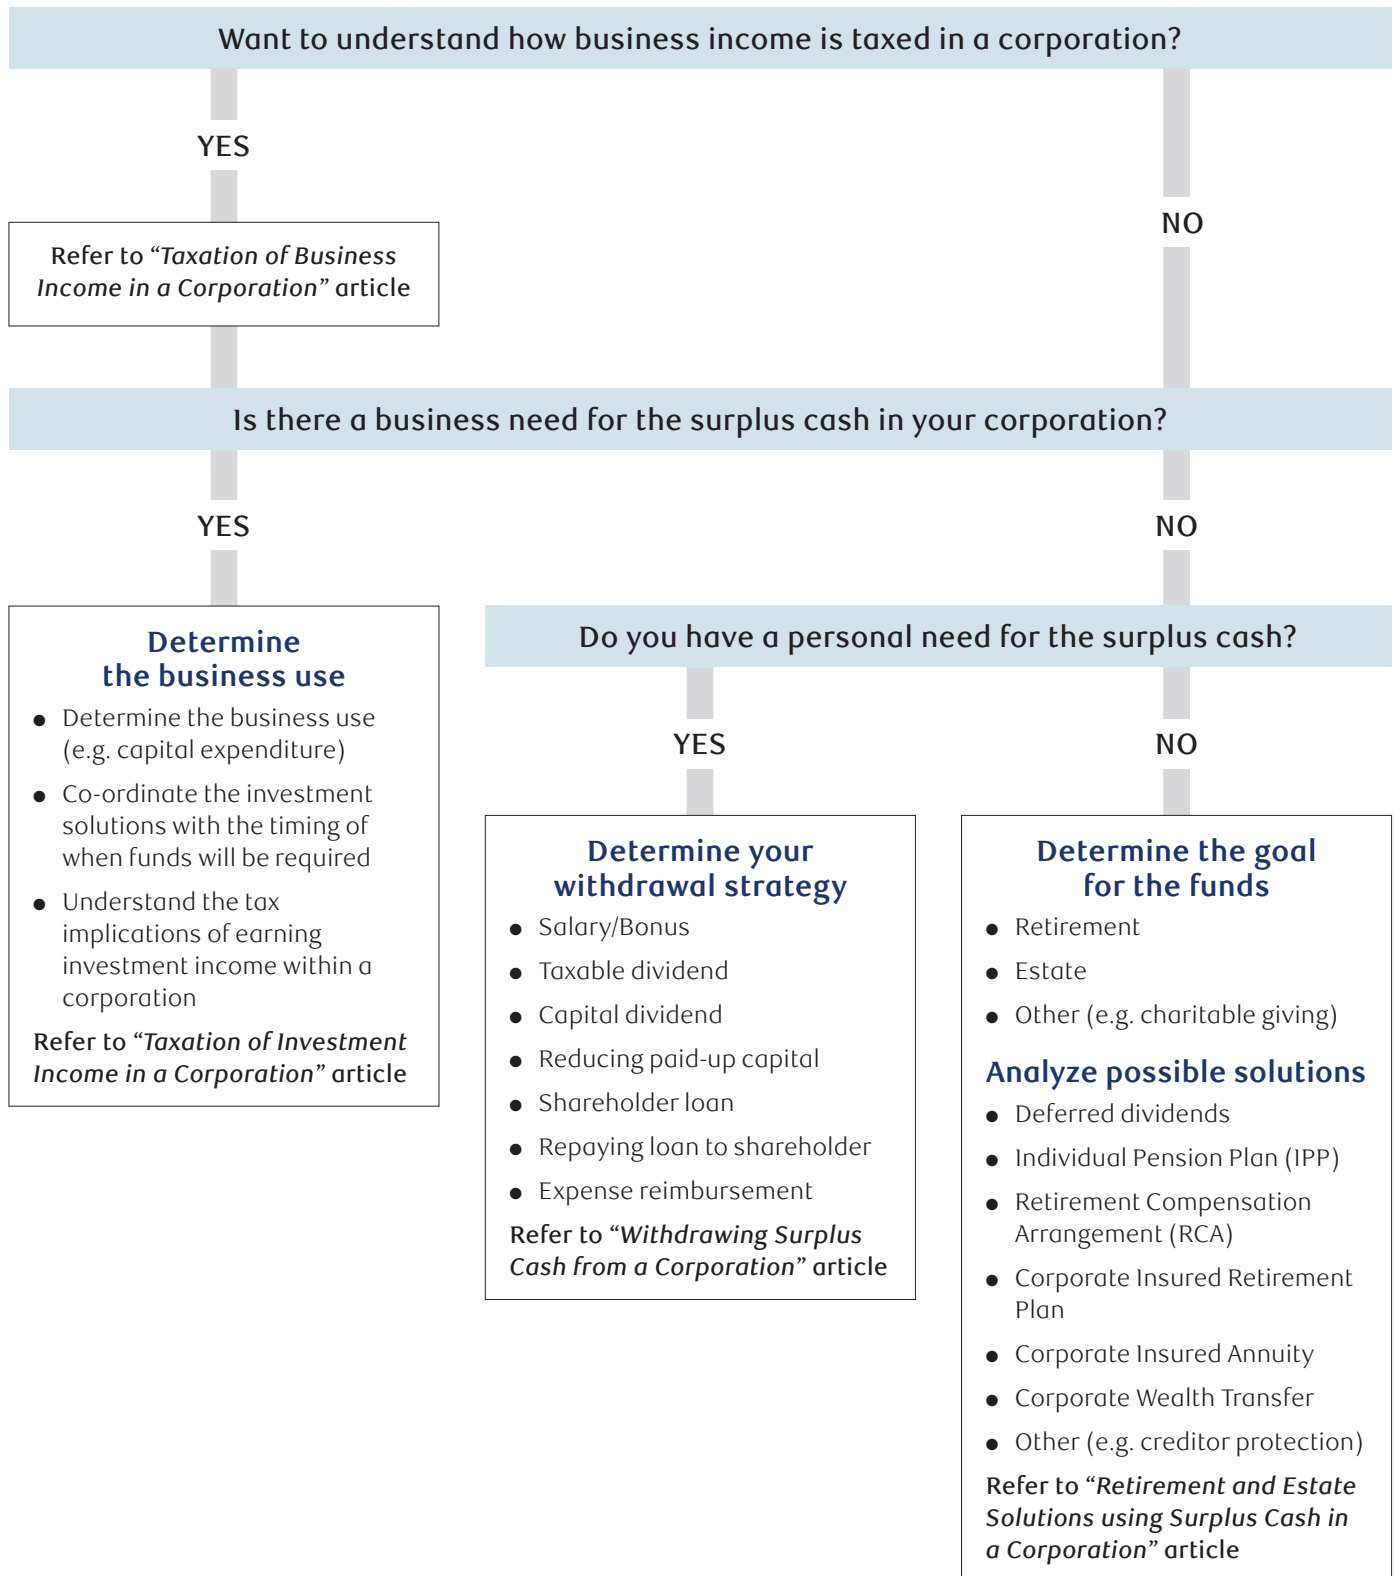 Want to understand how business income is taxed in a corporation?
YES
NO
Refer to “Taxation of Business
Income in a Corporation” article
Is there a business need for the surplus cash in your corporation?
YES
NO
Determine
the business use
● Determine the business use
(e.g. capital expenditure)
● Co-ordinate the investment
solutions with the timing of
when funds will be required
● Understand the tax
implications of earning
investment income within a
corporation
Refer to “Taxation of Investment
Income in a Corporation” article
Do you have a personal need for the surplus cash?
YES
NO
Determine your
withdrawal strategy
● Salary/Bonus
● Taxable dividend
● Capital dividend
● Reducing paid-up capital
● Shareholder loan
● Repaying loan to shareholder
● Expense reimbursement
Refer to “Withdrawing Surplus
Cash from a Corporation” article
Determine the goal
for the funds
● Retirement
● Estate
● Other (e.g. charitable giving)
Analyze possible solutions
● Deferred dividends
● Individual Pension Plan (IPP)
● Retirement Compensation
Arrangement (RCA)
● Corporate Insured Retirement
Plan
● Corporate Insured Annuity
● Corporate Wealth Transfer
● Other (e.g. creditor protection)
Refer to “Retirement and Estate
Solutions using Surplus Cash in
a Corporation” article